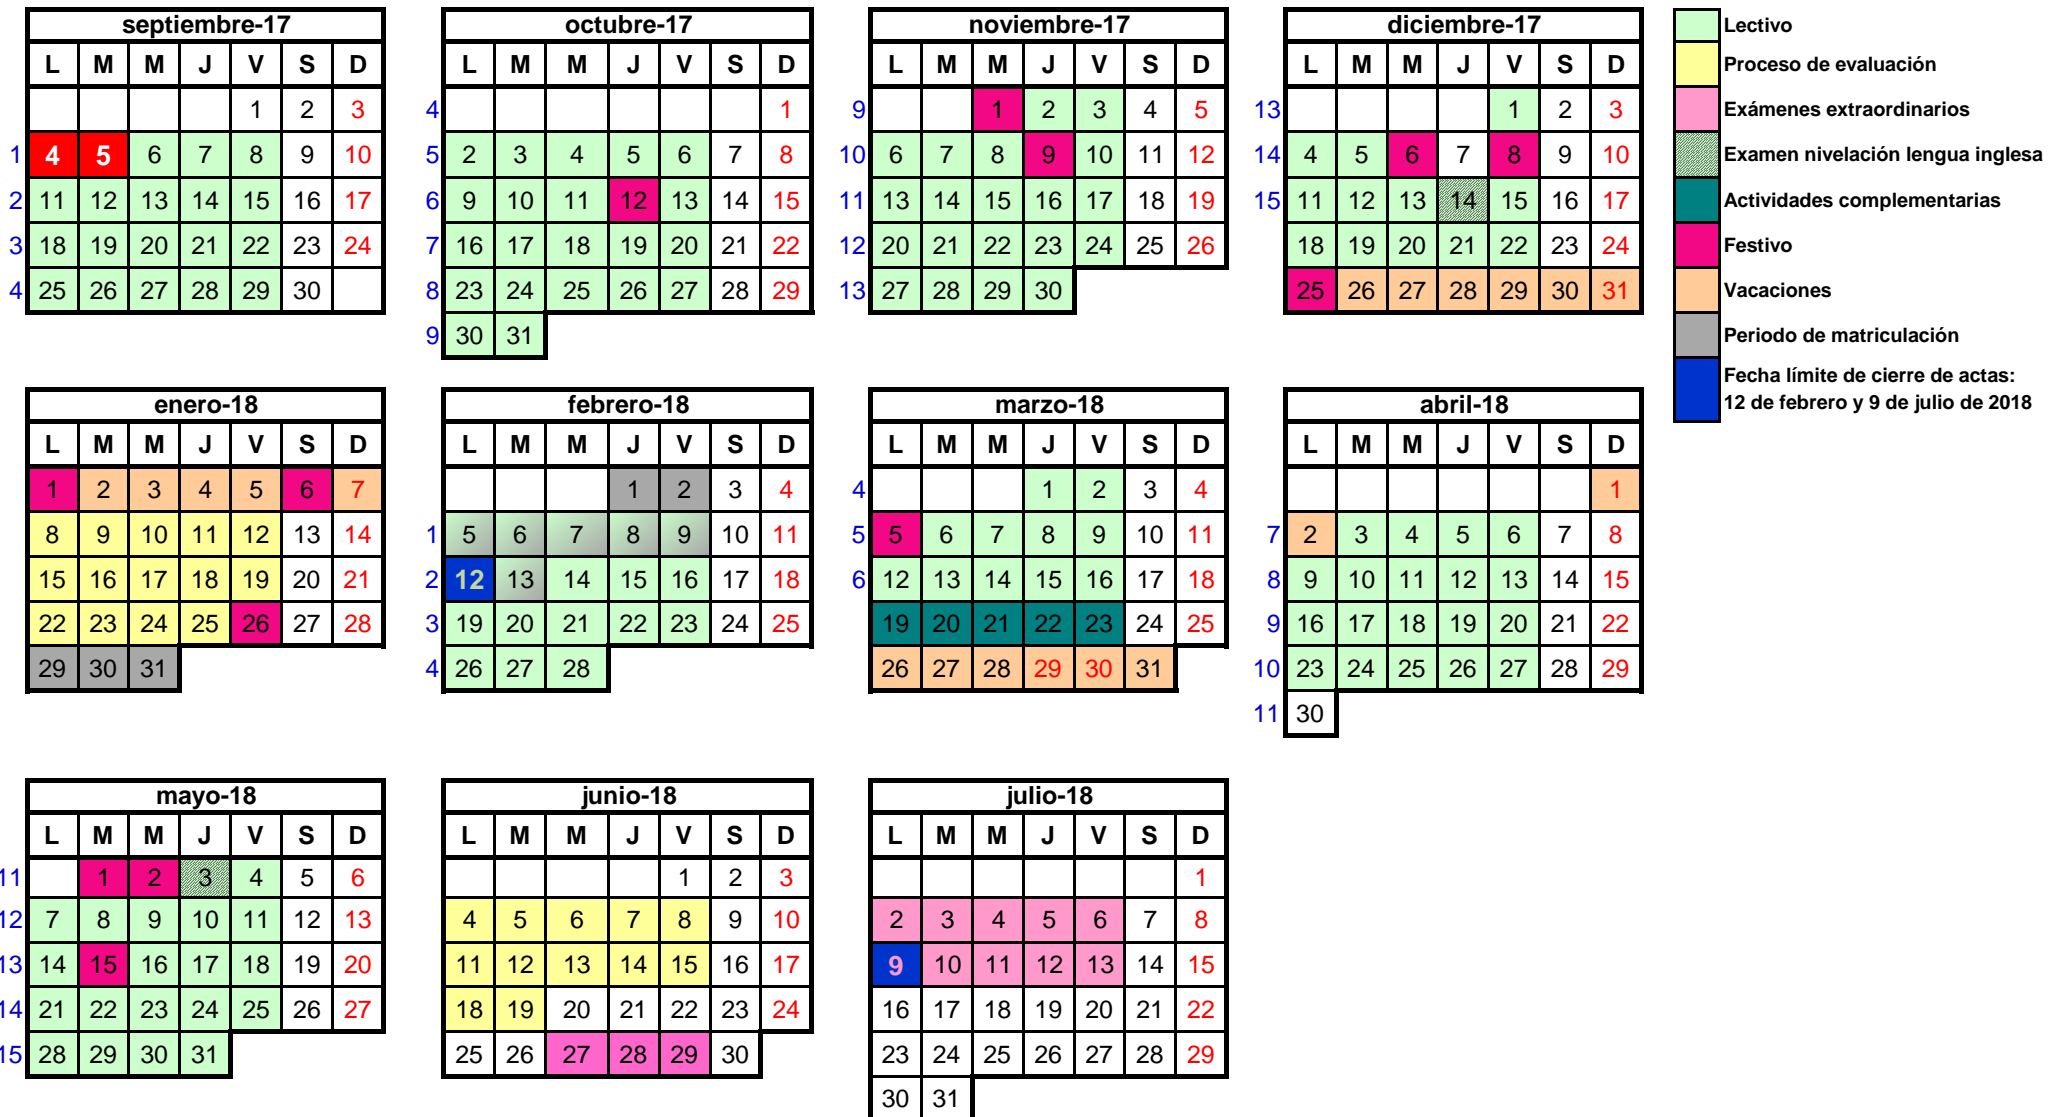 septiembre-17 octubre-17 noviembre-17 diciembre-17 Lectivo
L M M J V S D L M M J V S D L M M J V S D L M M J V S D Proceso de evaluación
1 2 3 4 1 9 1 2 3 4 5 13 1 2 3 Exámenes extraordinarios
1 4 5 6 7 8 9 10 5 2 3 4 5 6 7 8 10 6 7 8 9 10 11 12 14 4 5 6 7 8 9 10 Examen nivelación lengua inglesa
2 11 12 13 14 15 16 17 6 9 10 11 12 13 14 15 11 13 14 15 16 17 18 19 15 11 12 13 14 15 16 17 Actividades complementarias
3 18 19 20 21 22 23 24 7 16 17 18 19 20 21 22 12 20 21 22 23 24 25 26 18 19 20 21 22 23 24 Festivo
4 25 26 27 28 29 30 8 23 24 25 26 27 28 29 13 27 28 29 30 25 26 27 28 29 30 31 Vacaciones
9 30 31 Periodo de matriculación
Fecha límite de cierre de actas:
enero-18 febrero-18 marzo-18 abril-18 12 de febrero y 9 de julio de 2018
L M M J V S D L M M J V S D L M M J V S D L M M J V S D
1 2 3 4 5 6 7 1 2 3 4 4 1 2 3 4 1
8 9 10 11 12 13 14 1 5 6 7 8 9 10 11 5 5 6 7 8 9 10 11 7 2 3 4 5 6 7 8
15 16 17 18 19 20 21 2 12 13 14 15 16 17 18 6 12 13 14 15 16 17 18 8 9 10 11 12 13 14 15
22 23 24 25 26 27 28 3 19 20 21 22 23 24 25 19 20 21 22 23 24 25 9 16 17 18 19 20 21 22
29 30 31 4 26 27 28 26 27 28 29 30 31 10 23 24 25 26 27 28 29
11 30
mayo-18 junio-18 julio-18
L M M J V S D L M M J V S D L M M J V S D
11 1 2 3 4 5 6 1 2 3 1
12 7 8 9 10 11 12 13 4 5 6 7 8 9 10 2 3 4 5 6 7 8
13 14 15 16 17 18 19 20 11 12 13 14 15 16 17 9 10 11 12 13 14 15
14 21 22 23 24 25 26 27 18 19 20 21 22 23 24 16 17 18 19 20 21 22
15 28 29 30 31 25 26 27 28 29 30 23 24 25 26 27 28 29
30 31